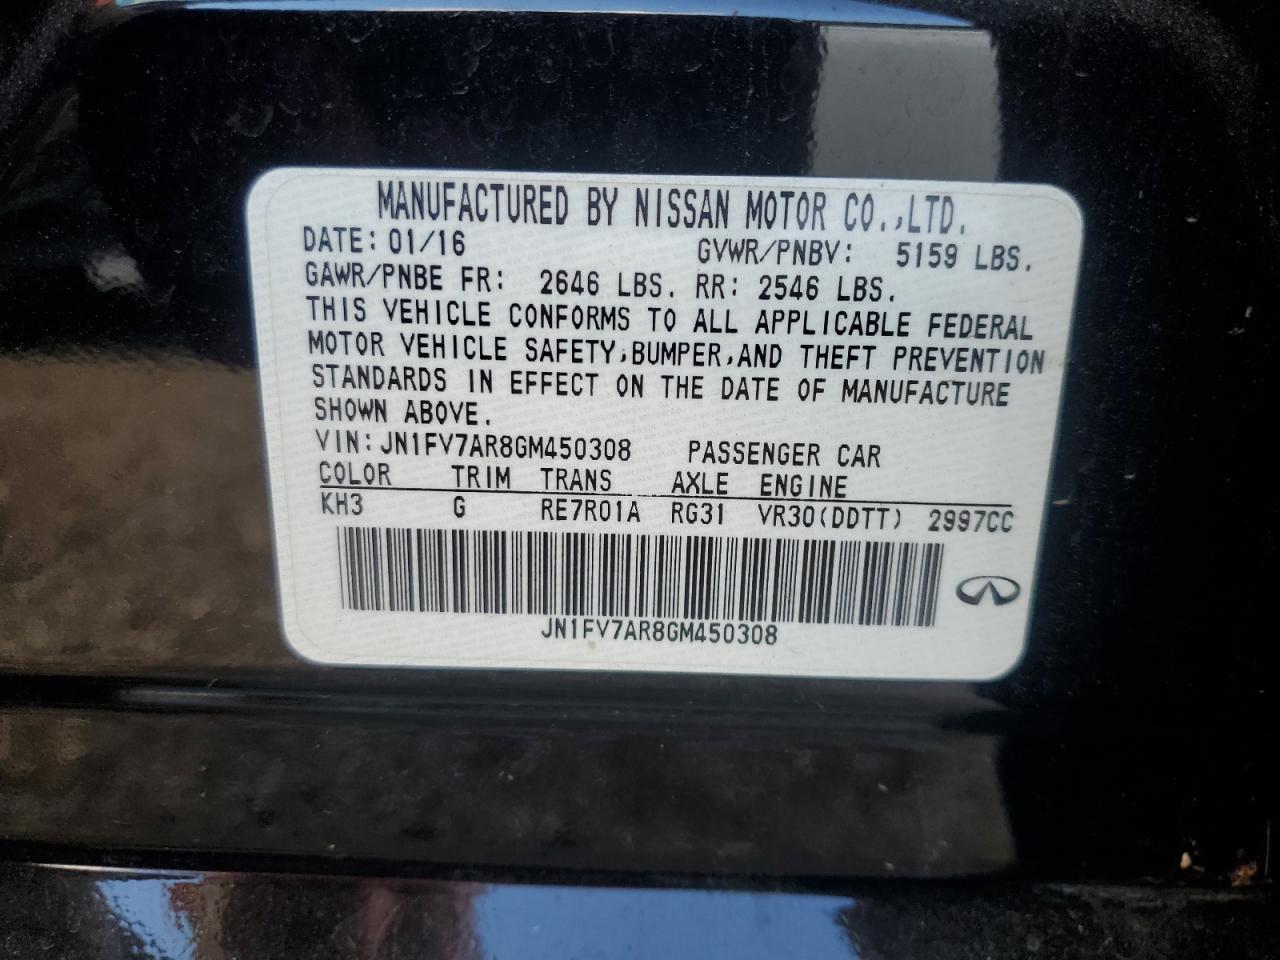 MANUFACTURED BY NISSAN MOTOR CO.,LTD.
DATE: 01/16 GVWR/PNBV: 5159 LBS.
GAWR/PNBE FR: 2646 LBS. RR: 2546 LBS.
THIS VEHICLE CONFORMS TO ALL APPLICABLE FEDERAL
MOTOR VEHICLE SAFETY,BUMPER,AND THEFT PREVENTION
STANDARDS IN EFFECT ON THE DATE OF MANUFACTURE
SHOWN ABOVE.
VIN:JN1FV7AR8GM450308 PASSENGER CAR
COLOR TRIM TRANS AXLE ENGINE
KH3 G RE7R01A RG31 VR30(DDTT) 2997CC
JN1FV7AR8GM450308